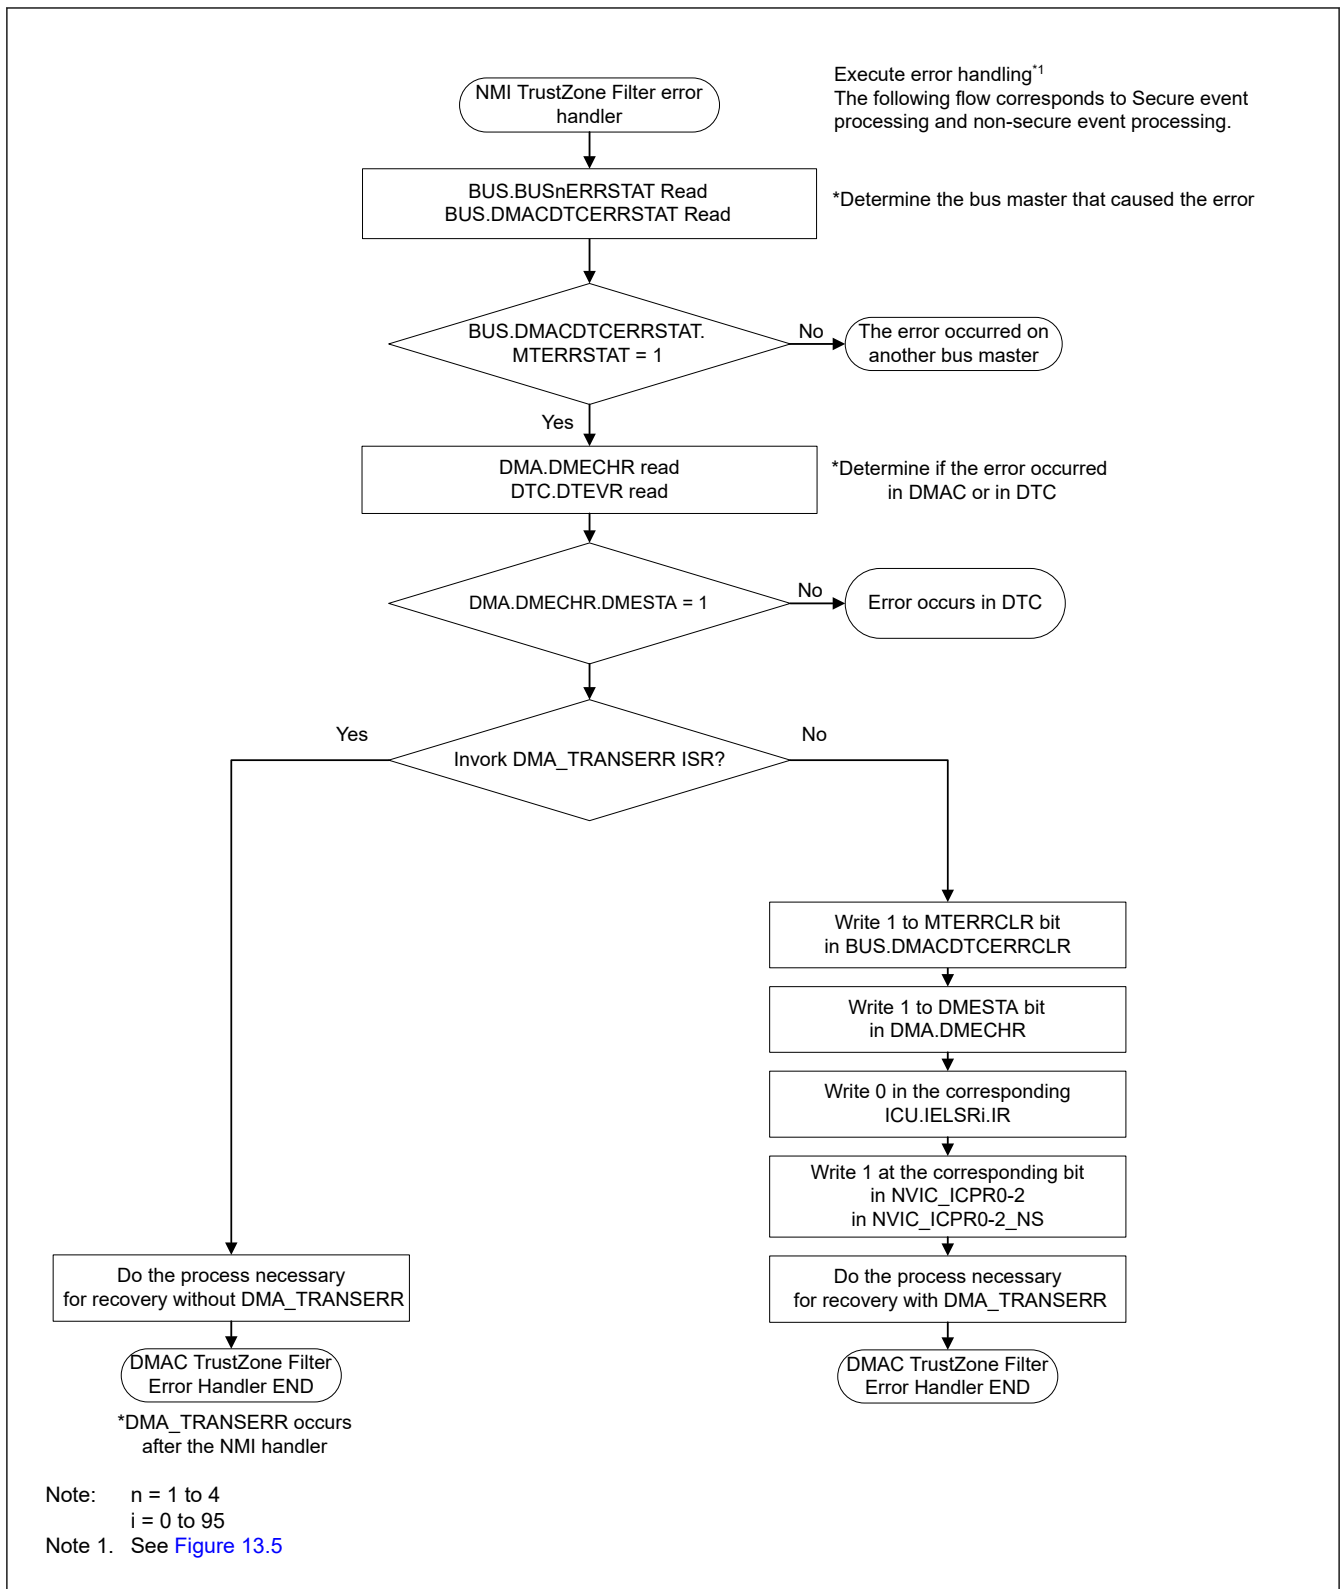 NMI TrustZone Filter error
handler
Execute error handling*1
The following flow corresponds to Secure event
processing and non-secure event processing.
BUS.BUSnERRSTAT Read
BUS.DMACDTCERRSTAT Read
*Determine the bus master that caused the error
BUS.DMACDTCERRSTAT.
MTERRSTAT = 1
No
The error occurred on
another bus master
Yes
DMA.DMECHR read
DTC.DTEVR read
*Determine if the error occurred
in DMAC or in DTC
DMA.DMECHR.DMESTA = 1
No
Error occurs in DTC
Yes
Invork DMA_TRANSERR ISR?
No
Write 1 to MTERRCLR bit
in BUS.DMACDTCERRCLR
Write 1 to DMESTA bit
in DMA.DMECHR
Write 0 in the corresponding
ICU.IELSRi.IR
Write 1 at the corresponding bit
in NVIC_ICPR0-2
in NVIC_ICPR0-2_NS
Do the process necessary
for recovery without DMA_TRANSERR
Do the process necessary
for recovery with DMA_TRANSERR
DMAC TrustZone Filter
Error Handler END
DMAC TrustZone Filter
Error Handler END
*DMA_TRANSERR occurs
after the NMI handler
Note: n = 1 to 4
i = 0 to 95
Note 1. See Figure 13.5